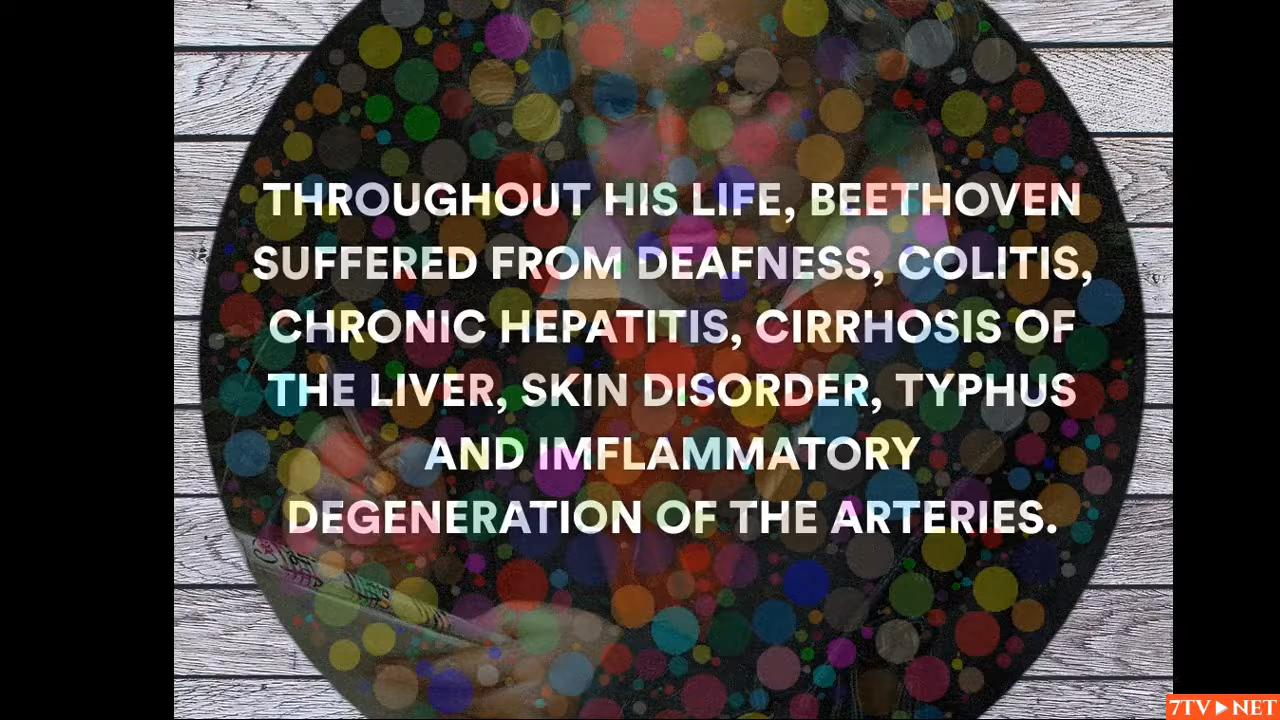 THROUGHOUT HIS LIFE, BEETHOVEN
SUFFERED FROM DEAFNESS, COLITIS,
CHRONIC HEPATITIS, CIRRHOSIS OF
THE LIVER, SKIN DISORDER, TYPHUS
AND IMFLAMMATORY
DEGENERATION OF THE ARTERIES.
7TV NET